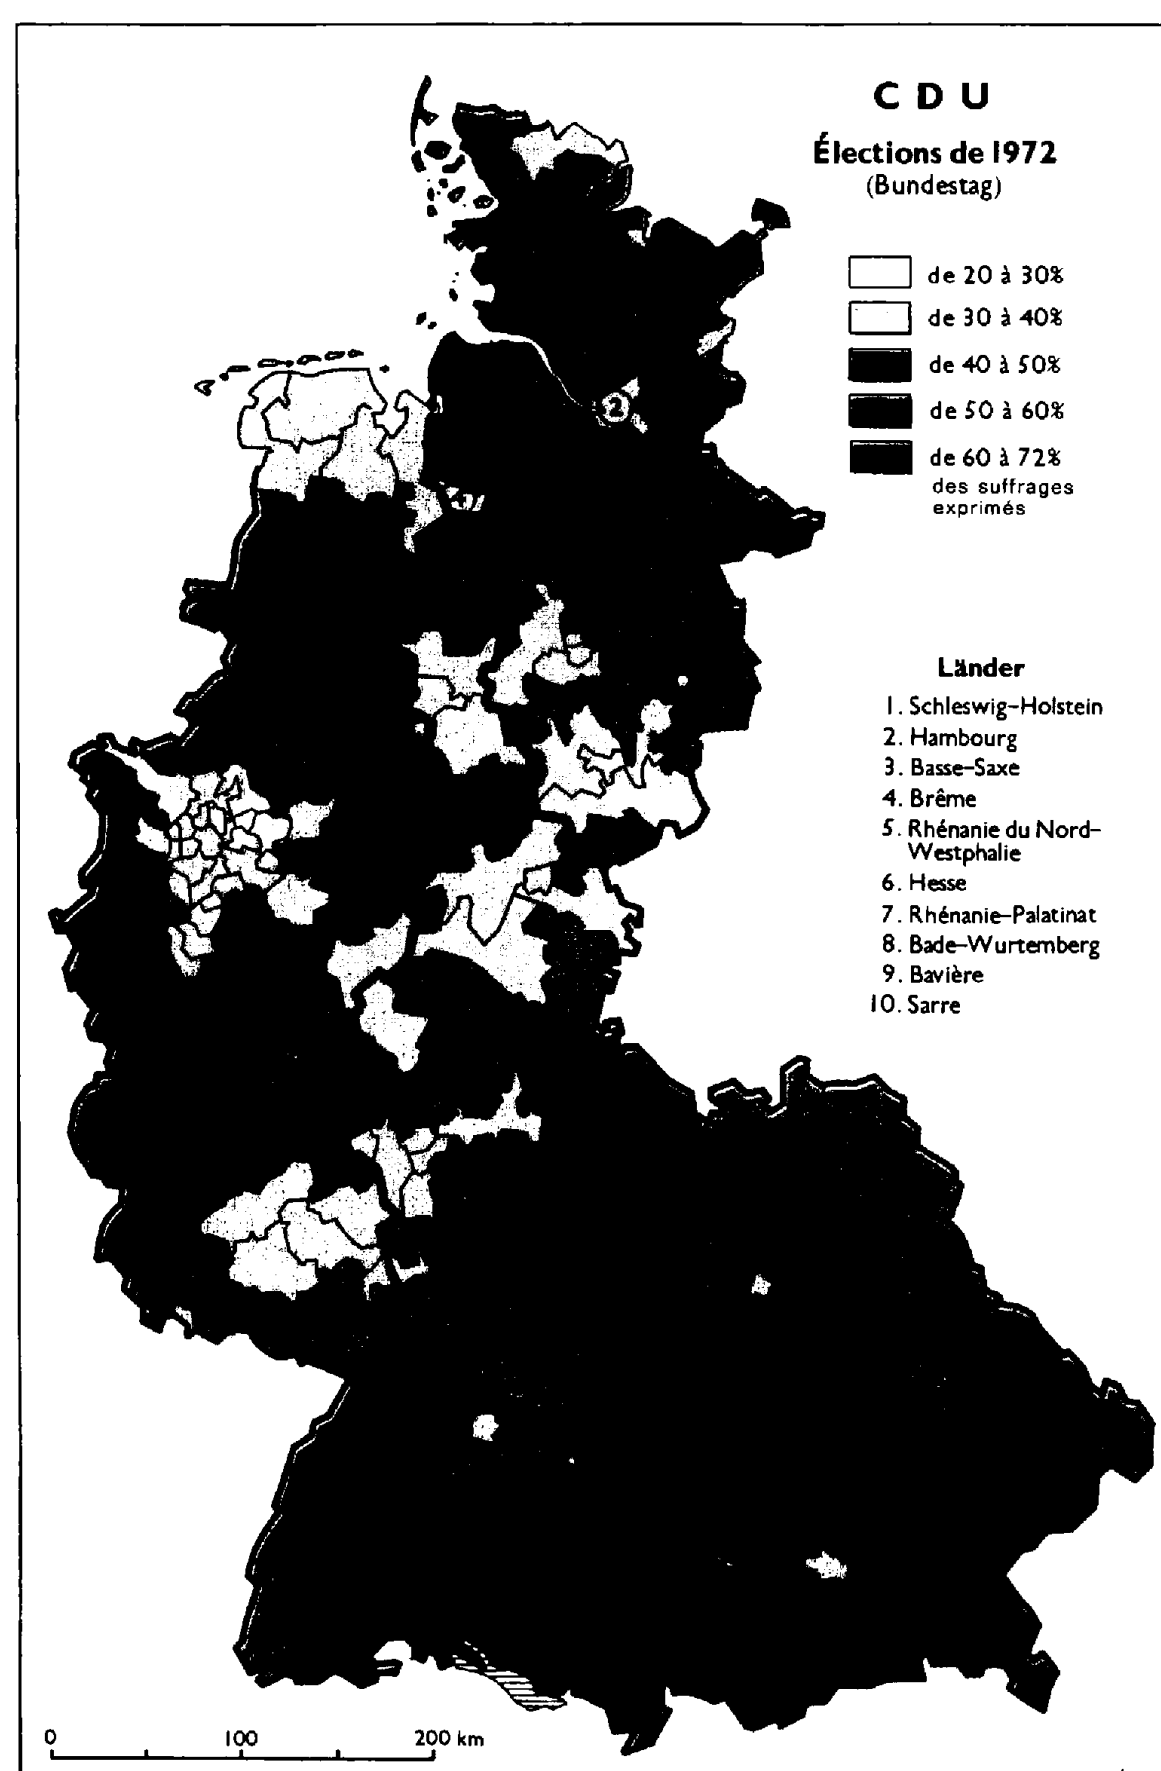 CDU
Élections de 1972
(Bundestag)
de 20 à 30%
de 30 à 40%
de 40 à 50%
de 50 à 60%
de 60 à 72%
des suffrages
exprimés
2
4
Länder
1. Schleswig-Holstein
2. Hambourg
3. Basse-Saxe
4. Brême
5. Rhénanie du Nord-
Westphalie
6. Hesse
7. Rhénanie-Palatinat
8. Bade-Wurtemberg
9. Bavière
10. Sarre
0 100 200 km